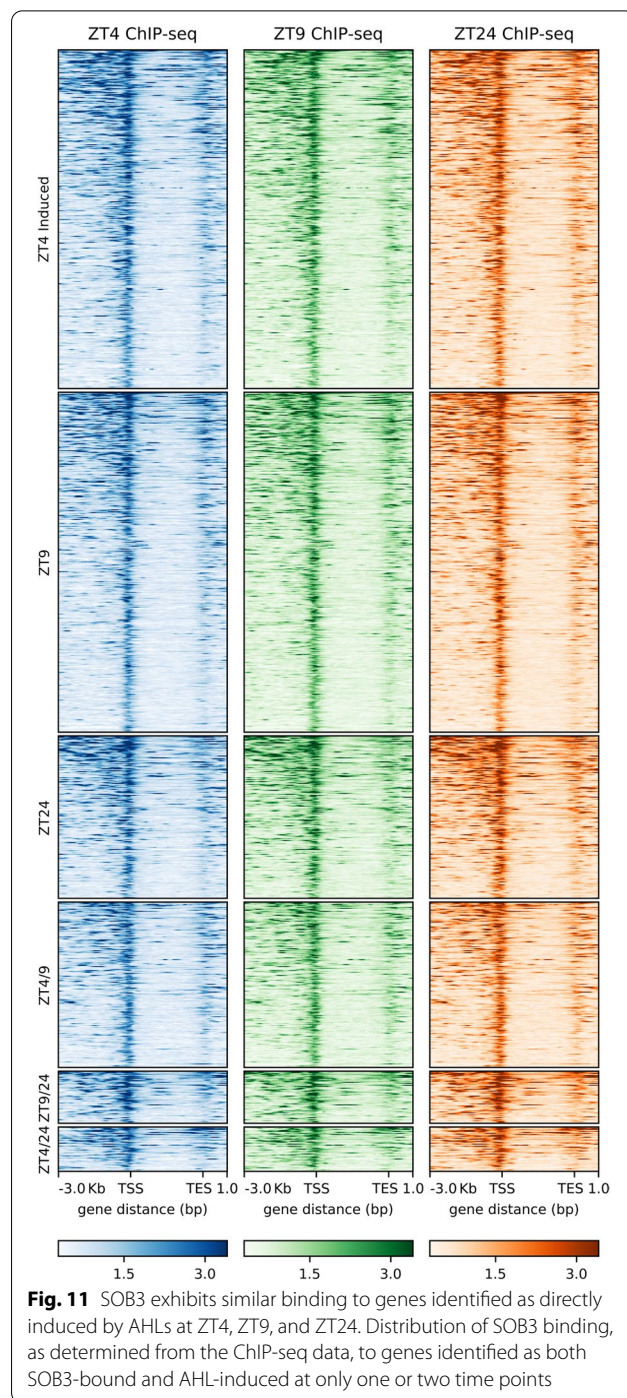 ZT4 ChIP-seq
ZT9 ChIP-seq
ZT24 ChIP-seq
ZT4 Induced
ZT9
ZT24
ZT4/9
ZT9/24
ZT4/24
-3.0 Kb TSS TES 1.0
-3.0 Kb TSS TES 1.0
-3.0 Kb TSS TES 1.0
gene distance (bp)
gene distance (bp)
gene distance (bp)
1.5 3.0
1.5 3.0
1.5 3.0
Fig. 11 SOB3 exhibits similar binding to genes identified as directly
induced by AHLs at ZT4, ZT9, and ZT24. Distribution of SOB3 binding,
as determined from the ChIP-seq data, to genes identified as both
SOB3-bound and AHL-induced at only one or two time points